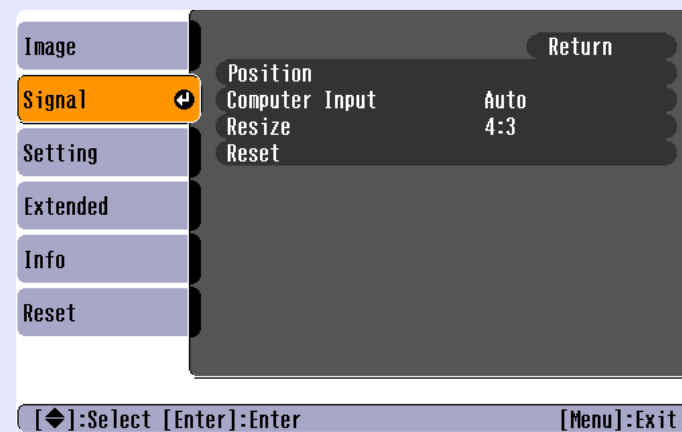 Image
Signal
Setting
Extended
Info
Reset
Return
Position
Computer Input Auto
Resize 4:3
Reset
[◆]:Select [Enter]:Enter [Menu]:Exit